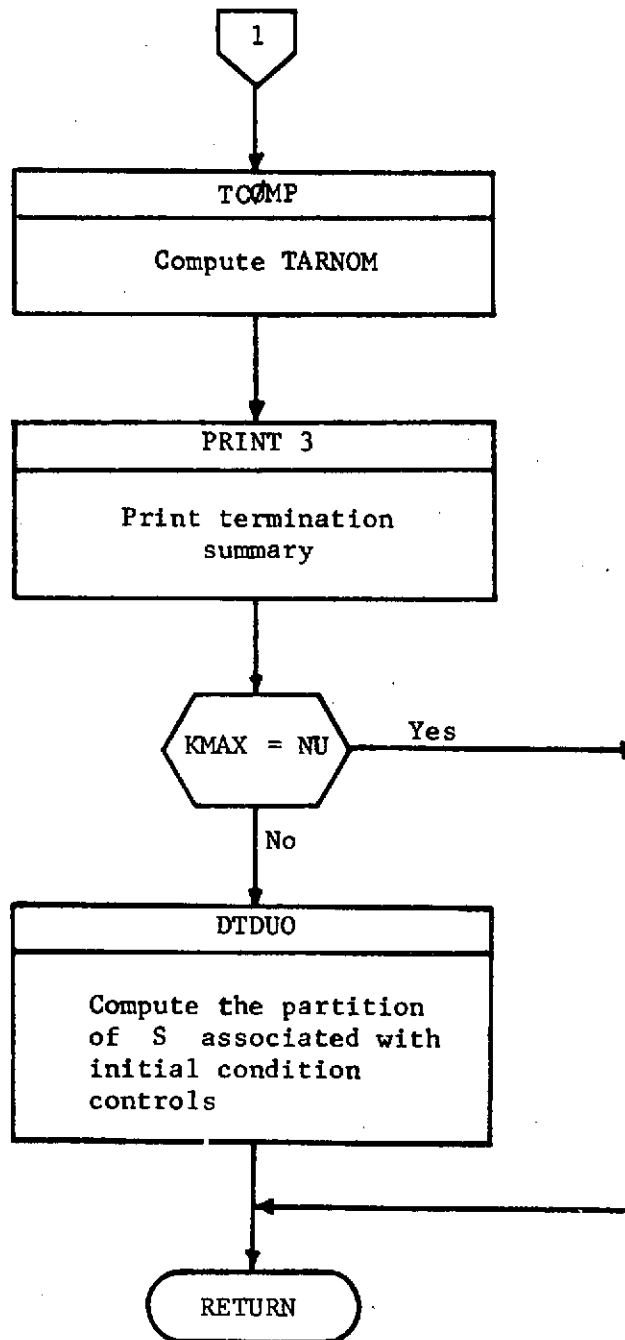 1
TCØMP
Compute TARNOM
PRINT 3
Print termination
summary
KMAX = NU
Yes
No
DTDUO
Compute the partition
of S associated with
initial condition
controls
RETURN